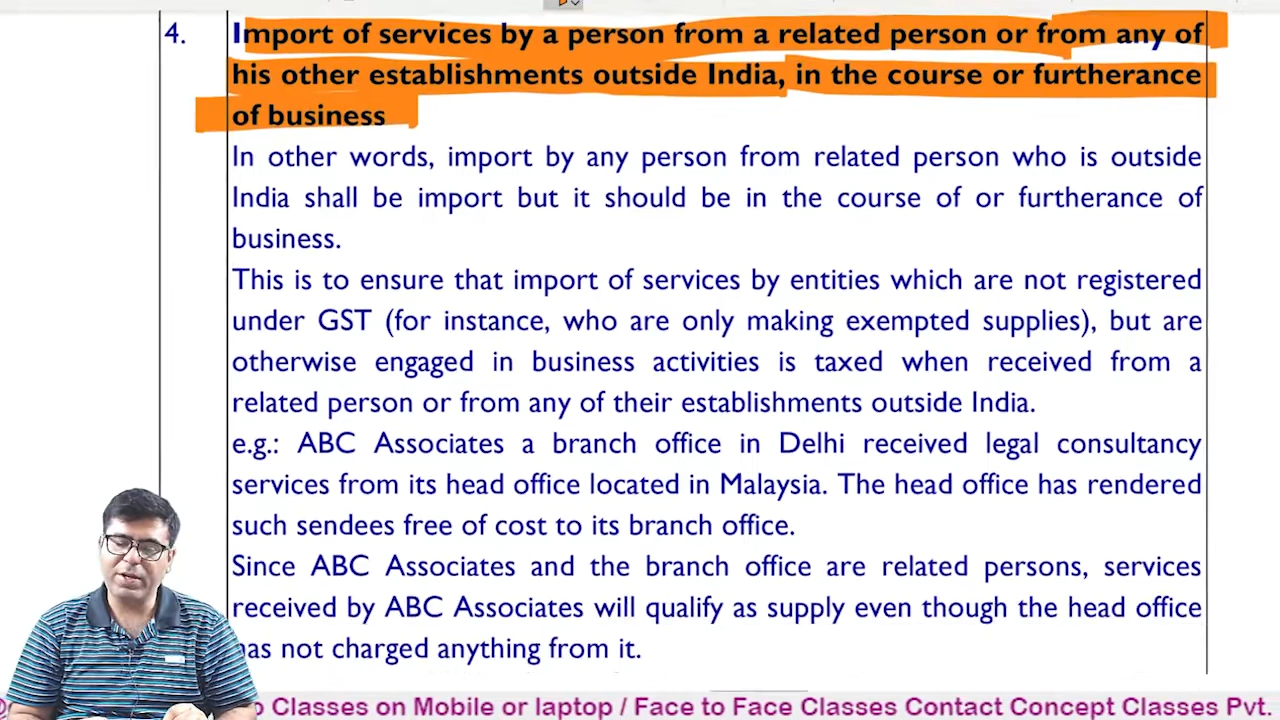 4. Import of services by a person from a related person or from any of
his other establishments outside India, in the course or furtherance
of business
In other words, import by any person from related person who is outside
India shall be import but it should be in the course of or furtherance of
business.
This is to ensure that import of services by entities which are not registered
under GST (for instance, who are only making exempted supplies), but are
otherwise engaged in business activities is taxed when received from a
related person or from any of their establishments outside India.
e.g.: ABC Associates a branch office in Delhi received legal consultancy
services from its head office located in Malaysia. The head office has rendered
such sendees free of cost to its branch office.
Since ABC Associates and the branch office are related persons, services
received by ABC Associates will qualify as supply even though the head office
has not charged anything from it.
Classes on Mobile or laptop / Face to Face Classes Contact Concept Classes Pvt.